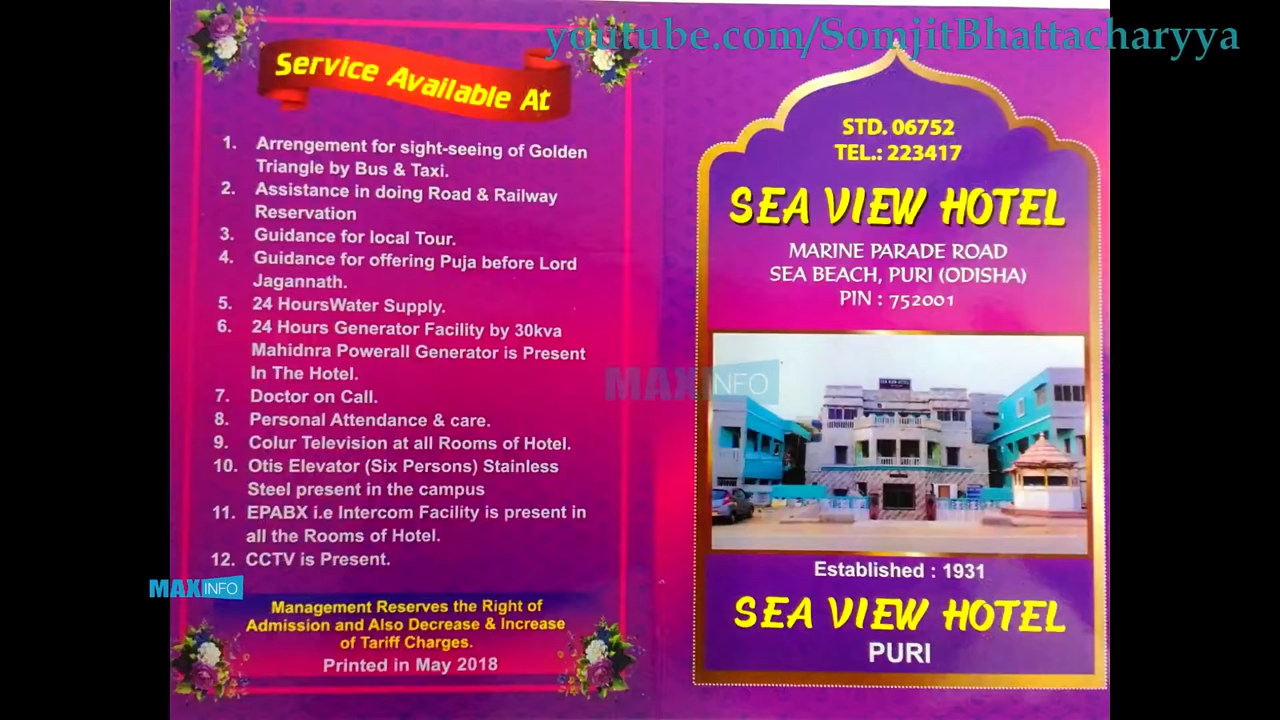 youtube.com/SomjitBhattacharyya
Service Available At
1. Arrengement for sight-seeing of Golden
Triangle by Bus & Taxi.
2. Assistance in doing Road & Railway
Reservation
3. Guidance for local Tour.
4. Guidance for offering Puja before Lord
Jagannath.
5. 24 HoursWater Supply.
6. 24 Hours Generator Facility by 30kva
Mahidnra Powerall Generator is Present
In The Hotel.
7. Doctor on Call.
8. Personal Attendance & care.
9. Colur Television at all Rooms of Hotel.
10. Otis Elevator (Six Persons) Stainless
Steel present in the campus
11. EPABX i.e Intercom Facility is present in
all the Rooms of Hotel.
12. CCTV is Present.
MAXINFO
Management Reserves the Right of
Admission and Also Decrease & Increase
of Tariff Charges.
Printed in May 2018
MAXINFO
STD. 06752
TEL.: 223417
SEA VIEW HOTEL
MARINE PARADE ROAD
SEA BEACH, PURI (ODISHA)
PIN : 752001
SEA VIEW HOTEL
Established : 1931
SEA VIEW HOTEL
PURI